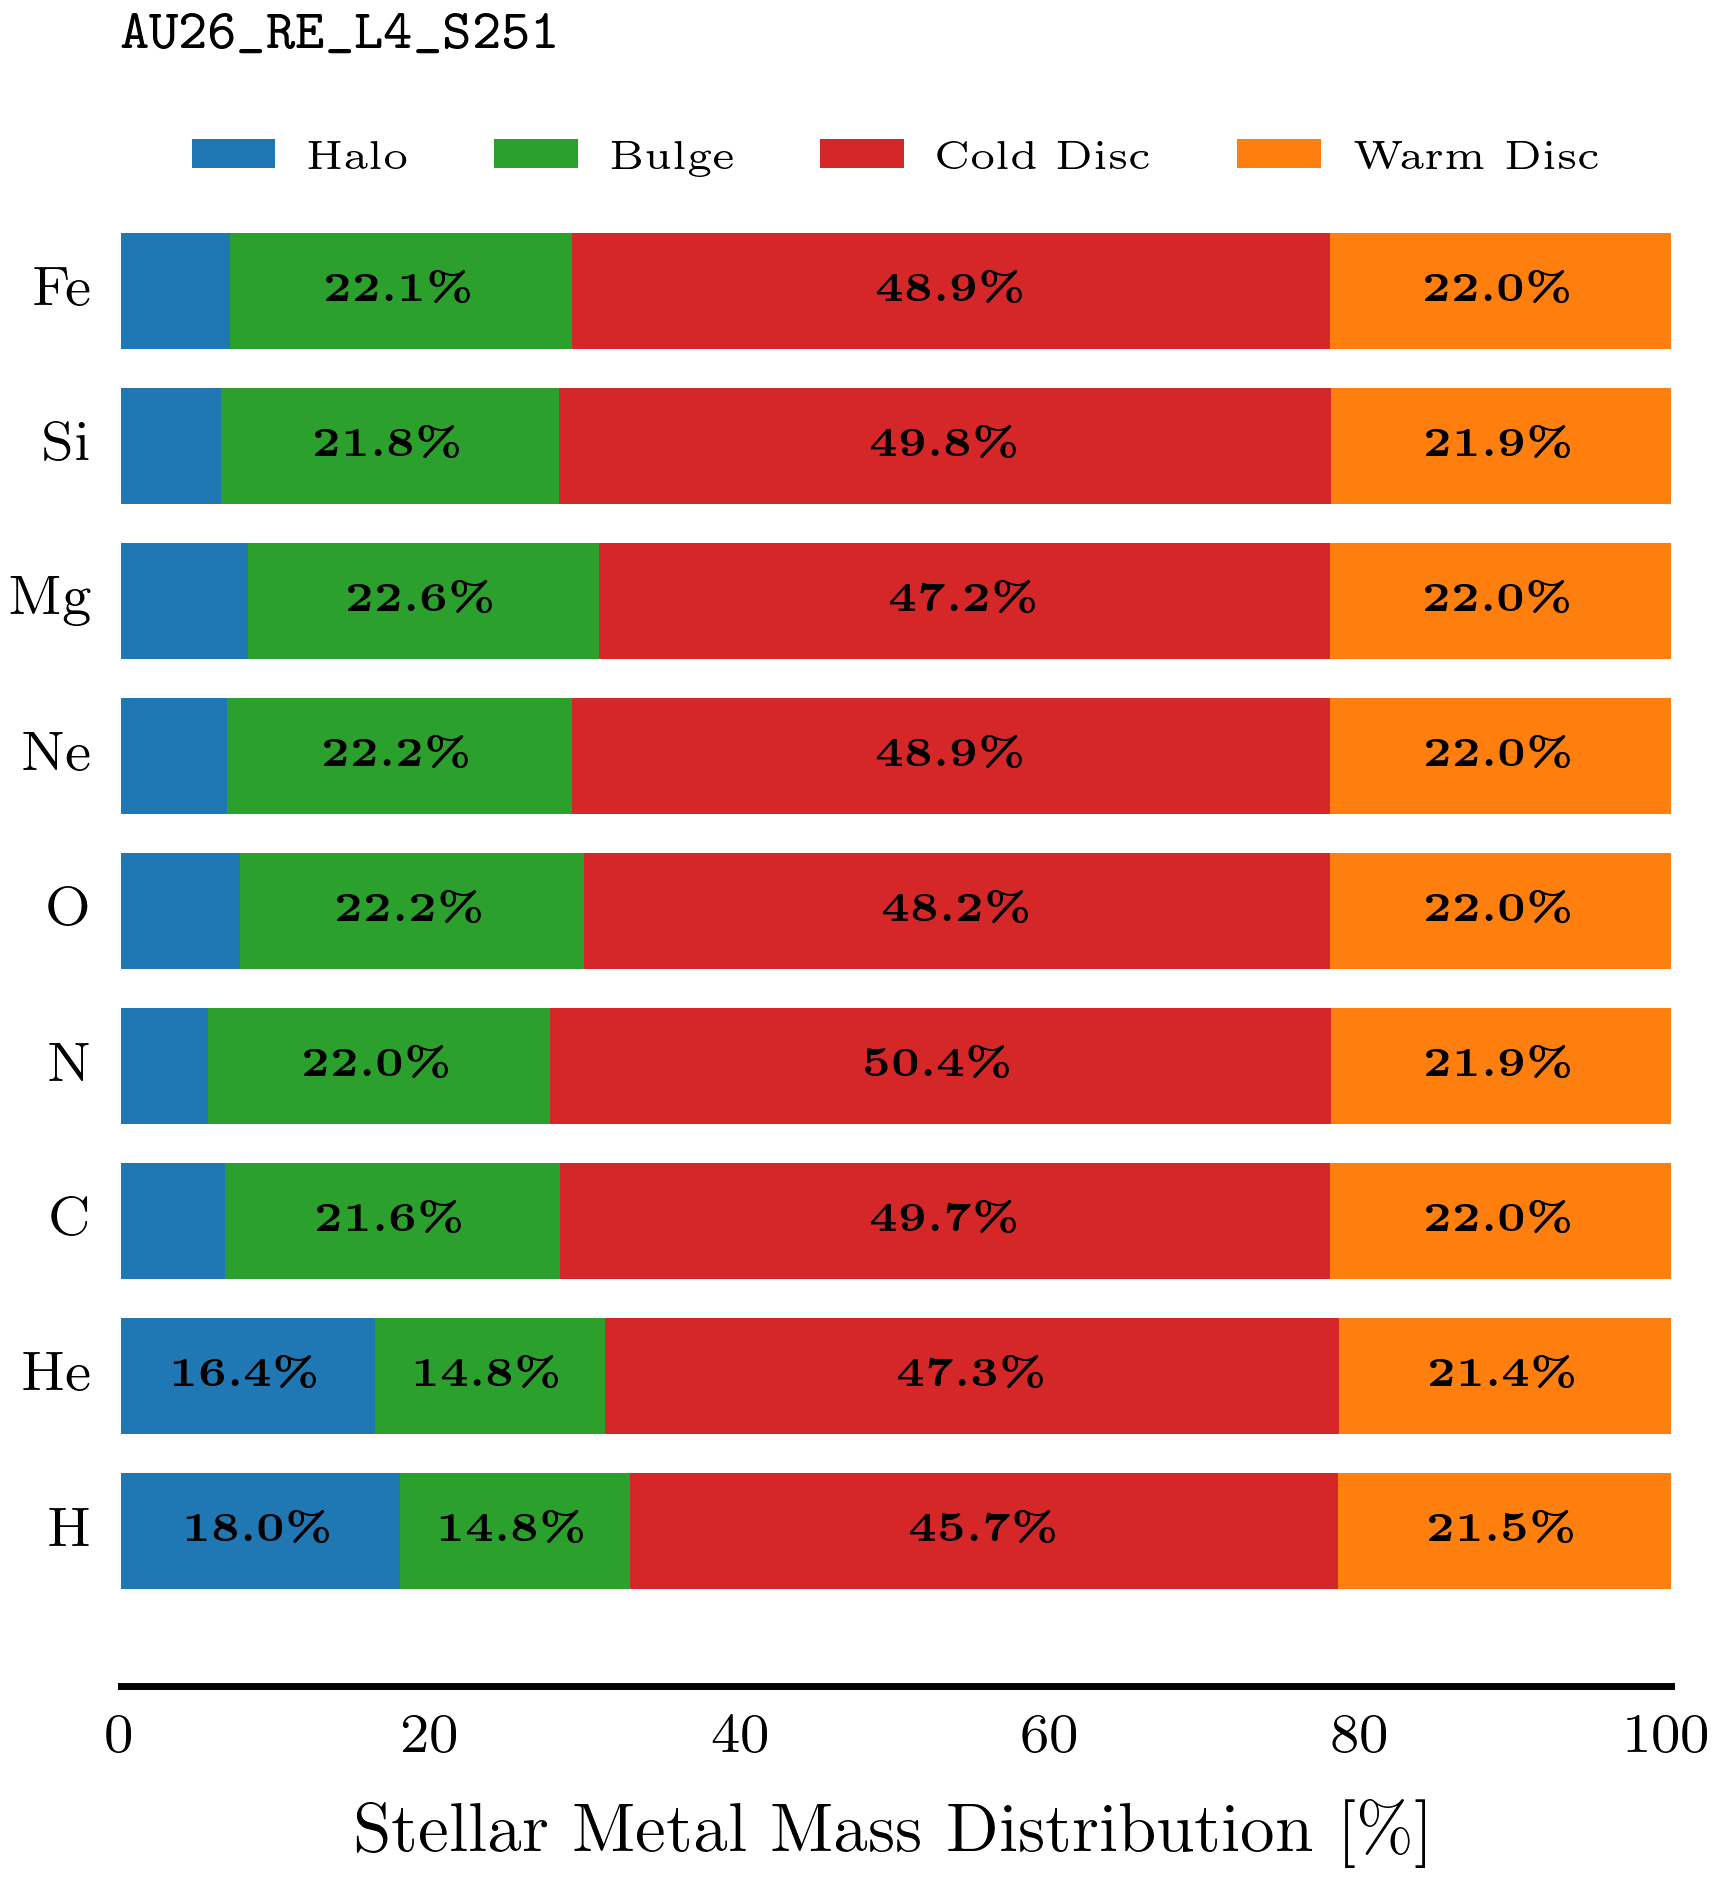 AU26_RE_L4_S251
Halo Bulge Cold Disc Warm Disc
Fe 22.1% 48.9% 22.0%
Si 21.8% 49.8% 21.9%
Mg 22.6% 47.2% 22.0%
Ne 22.2% 48.9% 22.0%
O 22.2% 48.2% 22.0%
N 22.0% 50.4% 21.9%
C 21.6% 49.7% 22.0%
He 16.4% 14.8% 47.3% 21.4%
H 18.0% 14.8% 45.7% 21.5%
0 20 40 60 80 100
Stellar Metal Mass Distribution [%]